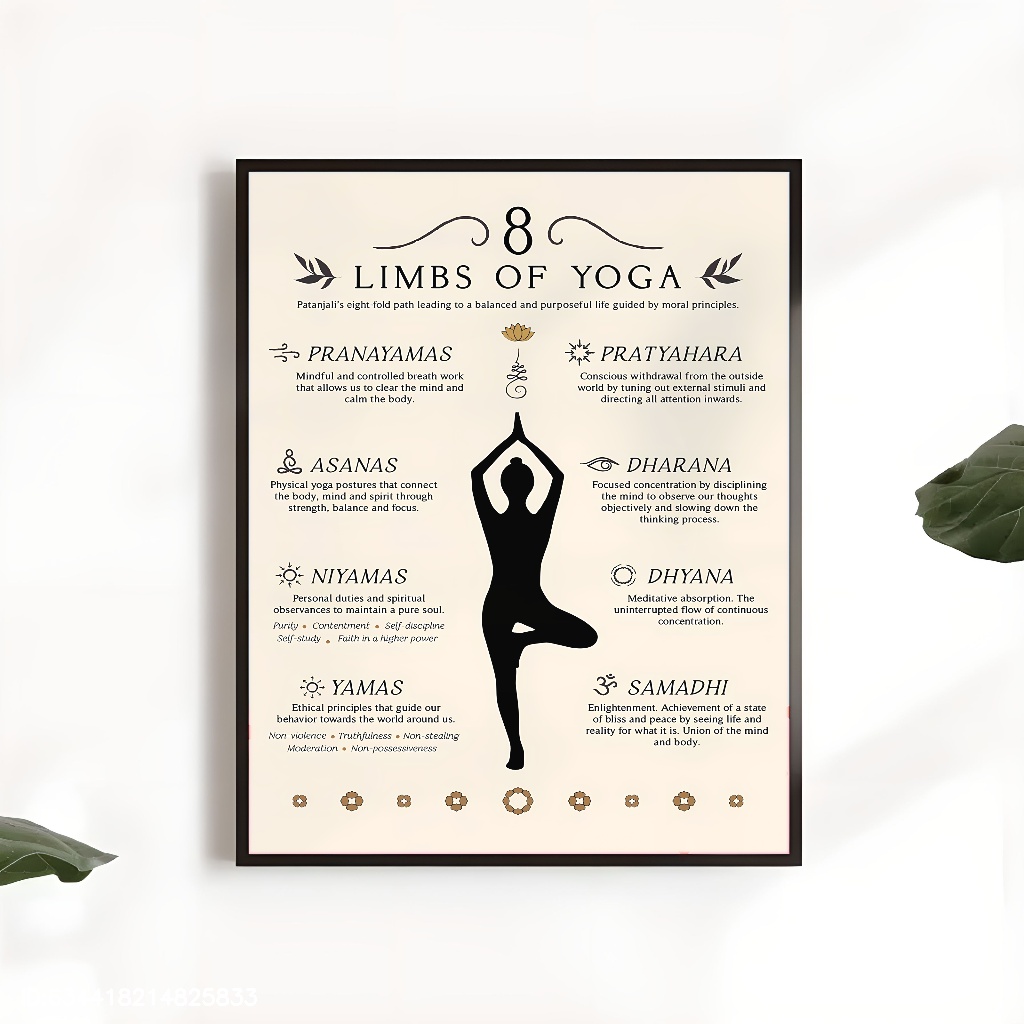 8
LIMBS OF YOGA
Patanjali's eight fold path leading to a balanced and purposeful life guided by moral principles.
PRANAYAMAS
Mindful and controlled breath work
that allows us to clear the mind and
calm the body.
ASANAS
Physical yoga postures that connect
the body, mind and spirit through
strength, balance and focus.
NIYAMAS
Personal duties and spiritual
observances to maintain a pure soul.
Purity • Contentment • Self-discipline
Self-study • Faith in a higher power
YAMAS
Ethical principles that guide our
behavior towards the world around us.
Non violence • Truthfulness • Non-stealing
Moderation • Non-possessiveness
PRATYAHARA
Conscious withdrawal from the outside
world by tuning out external stimuli and
directing all attention inwards.
DHARANA
Focused concentration by disciplining
the mind to observe our thoughts
objectively and slowing down the
thinking process.
DHYANA
Meditative absorption. The
uninterrupted flow of continuous
concentration.
ॐ SAMADHI
Enlightenment. Achievement of a state
of bliss and peace by seeing life and
reality for what it is. Union of the mind
and body.